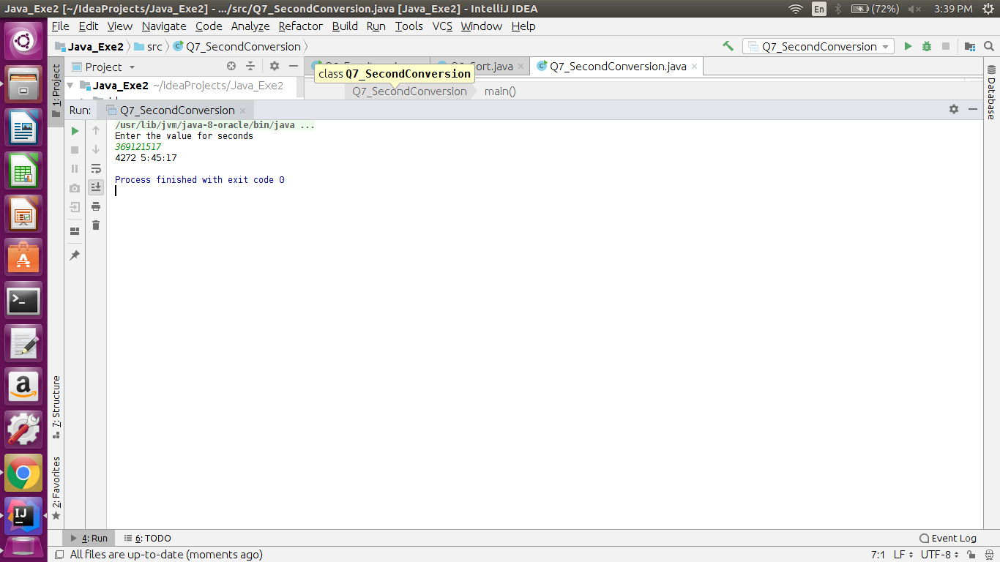 Java_Exe2 [~/IdeaProjects/Java_Exe2] - .../src/Q7_SecondConversion.java [Java_Exe2] - IntelliJ IDEA
En
(72%)
3:39 PM
File Edit View Navigate Code Analyze Refactor Build Run Tools VCS Window Help
Java_Exe2 src Q7_SecondConversion
Q7_SecondConversion
1: Project
Project
Q7_SecondConversion.java
class Q7_SecondConversion
Java_Exe2 ~/IdeaProjects/Java_Exe2
Q7_SecondConversion main()
Database
Run: Q7_SecondConversion
/usr/lib/jvm/java-8-oracle/bin/java ...
Enter the value for seconds
369121517
4272 5:45:17
Process finished with exit code 0
7: Structure
2: Favorites
4: Run 6: TODO
Event Log
All files are up-to-date (moments ago)
7:1 LF UTF-8